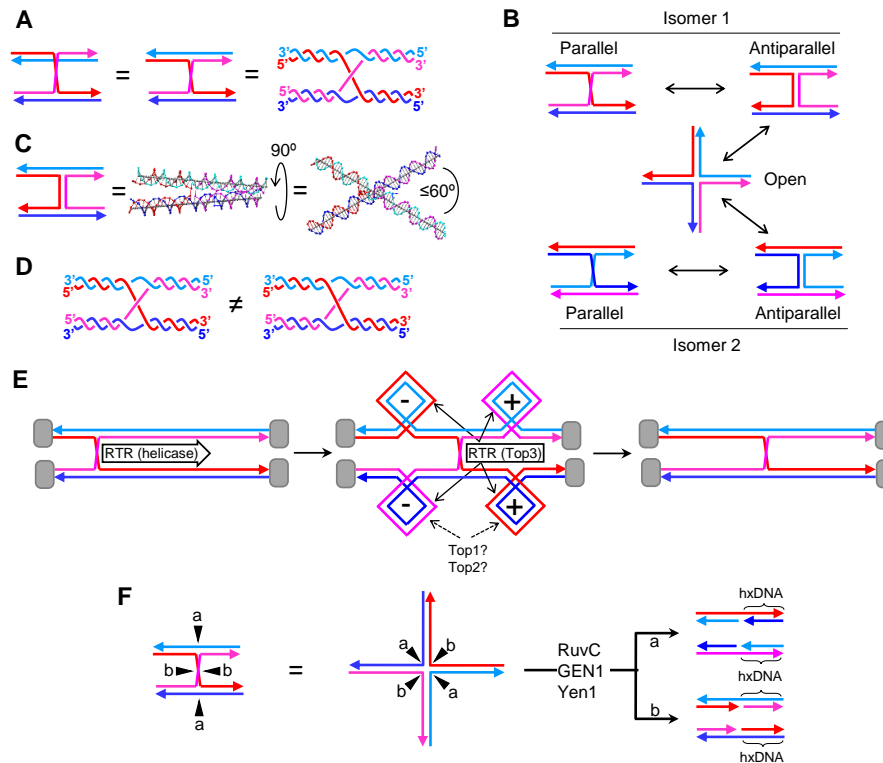 A
=
=
3' 5'
5' 3'
5' 3'
3' 5'
B
Isomer 1
Parallel
Antiparallel
Open
Parallel
Antiparallel
Isomer 2
C
=
90º
=
≤60º
D
3' 5'
5' 3'
5' 3'
3' 5'
≠
3' 5'
5' 3'
5' 3'
3' 5'
E
RTR (helicase)
- +
RTR (Top3)
- +
Top1?
Top2?
F
a
b b
a
=
a b
b a
RuvC
GEN1
Yen1
a
b
hxDNA
hxDNA
hxDNA
hxDNA